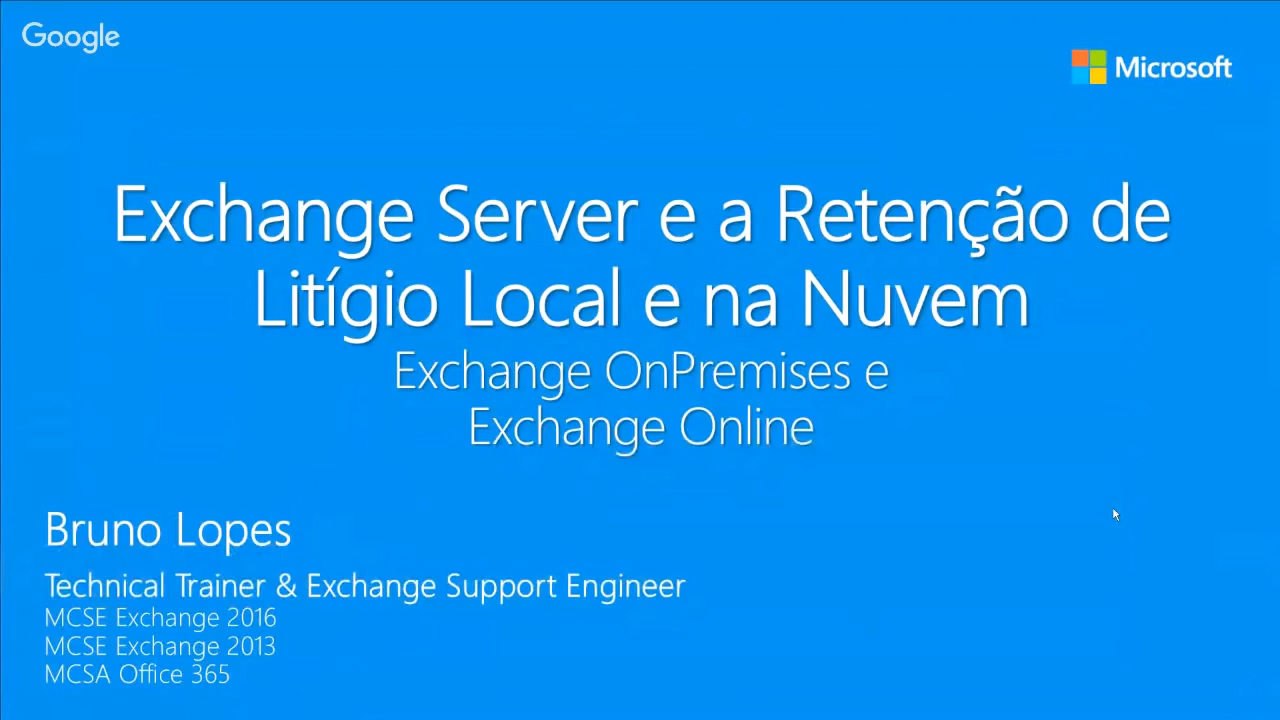 Google
Microsoft
Exchange Server e a Retenção de
Litígio Local e na Nuvem
Exchange OnPremises e
Exchange Online
Bruno Lopes
Technical Trainer & Exchange Support Engineer
MCSE Exchange 2016
MCSE Exchange 2013
MCSA Office 365